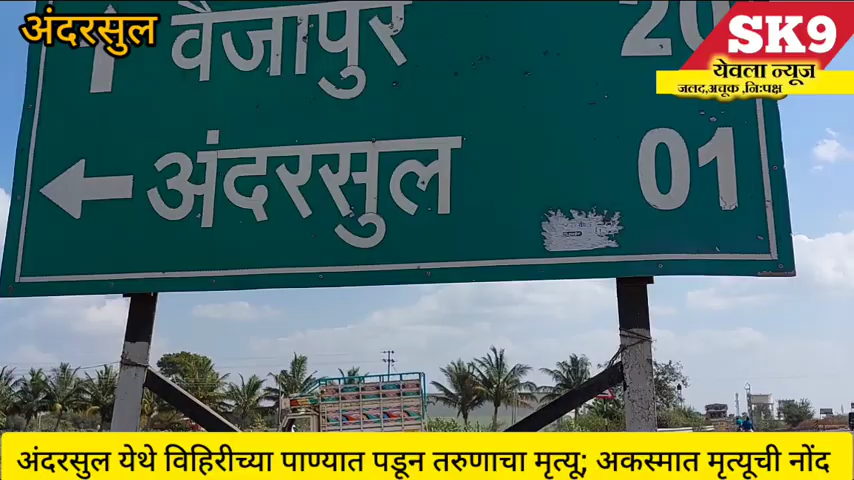 अंदरसुल
वैजापुर 20
SK9
येवला न्यूज
जलद,अचूक ,निःपक्ष
अंदरसुल 01
अंदरसुल येथे विहिरीच्या पाण्यात पडून तरुणाचा मृत्यू; अकस्मात मृत्यूची नोंद